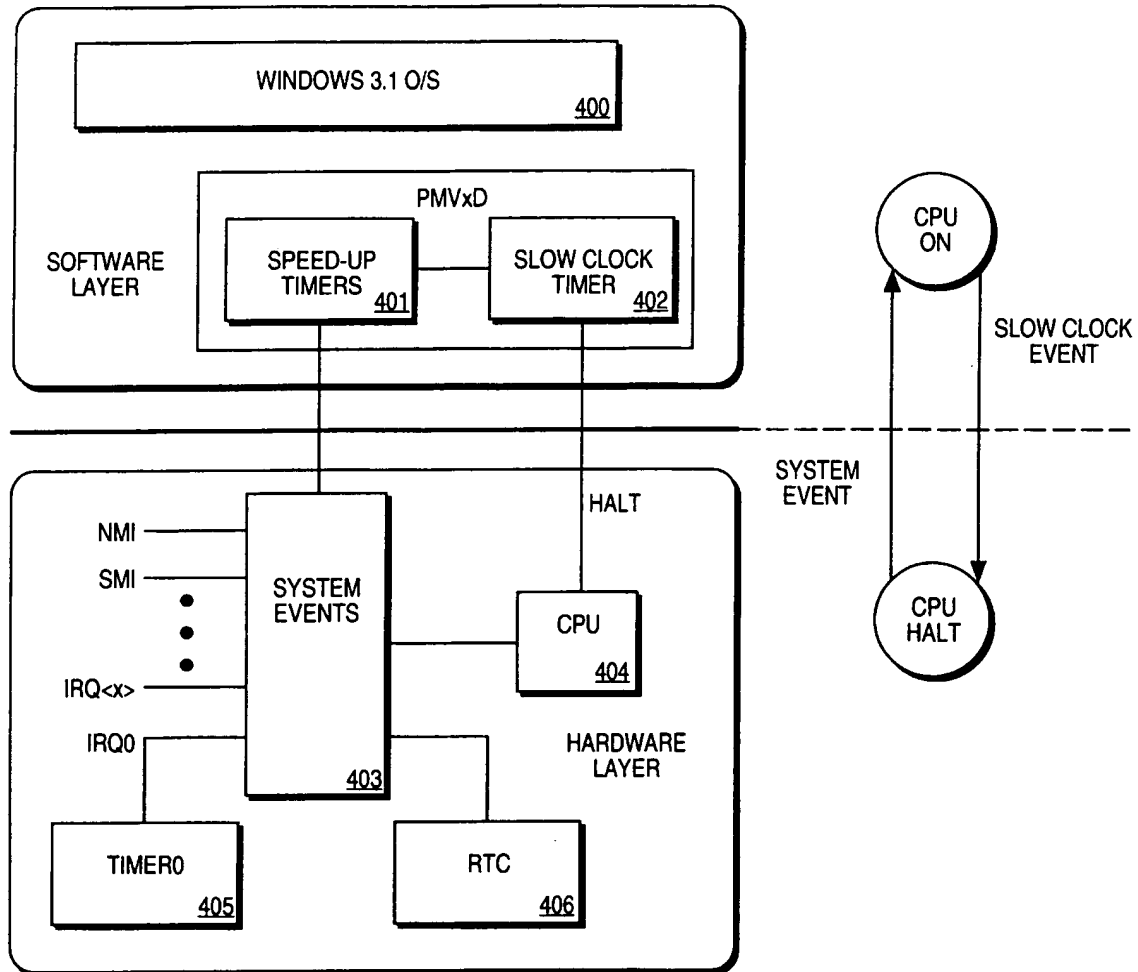 WINDOWS 3.1 O/S
400
PMVxD
SOFTWARE
LAYER
SPEED-UP
TIMERS
401
SLOW CLOCK
TIMER
402
CPU
ON
SLOW CLOCK
EVENT
SYSTEM
EVENT
CPU
HALT
HALT
NMI
SMI
IRQ<x>
IRQ0
SYSTEM
EVENTS
403
CPU
404
HARDWARE
LAYER
TIMER0
405
RTC
406